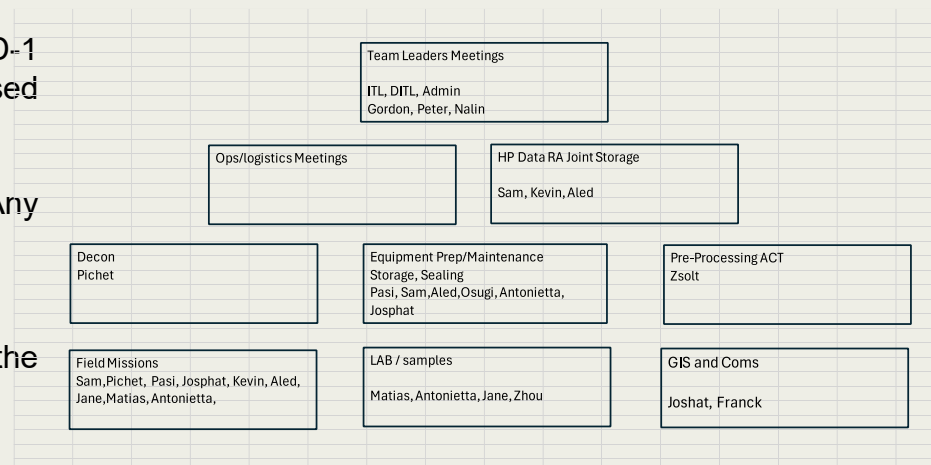 D-1
sed
Any
the
Team Leaders Meetings
ITL, DITL, Admin
Gordon, Peter, Nalin
Ops/logistics Meetings
HP Data RA Joint Storage
Sam, Kevin, Aled
Decon
Pichet
Equipment Prep/Maintenance
Storage, Sealing
Pasi, Sam,Aled,Osugi, Antonietta,
Josphat
Pre-Processing ACT
Zsolt
Field Missions
Sam,Pichet, Pasi, Josphat, Kevin, Aled,
Jane,Matias, Antonietta,
LAB / samples
Matias, Antonietta, Jane, Zhou
GIS and Coms
Joshat, Franck